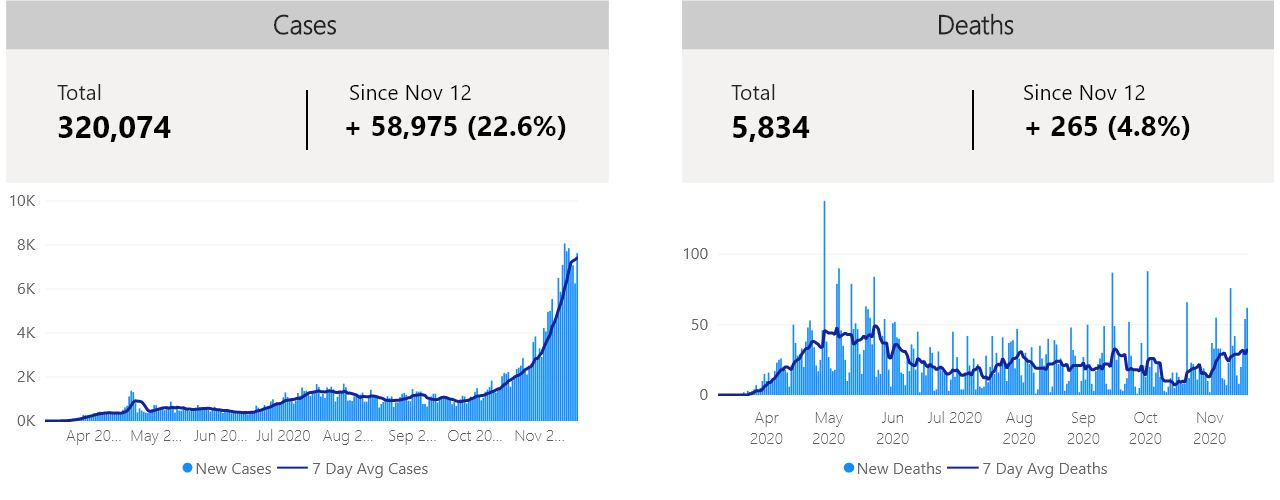 Cases
Total
320,074
Since Nov 12
+ 58,975 (22.6%)
10K
8K
6K
4K
2K
0K
Apr 20... May 2... Jun 20... Jul 2020 Aug 2... Sep 2... Oct 20... Nov 2...
New Cases 7 Day Avg Cases
Deaths
Total
5,834
Since Nov 12
+ 265 (4.8%)
100
50
0
Apr May Jun Jul 2020 Aug Sep Oct Nov
2020 2020 2020 2020 2020 2020 2020
New Deaths 7 Day Avg Deaths